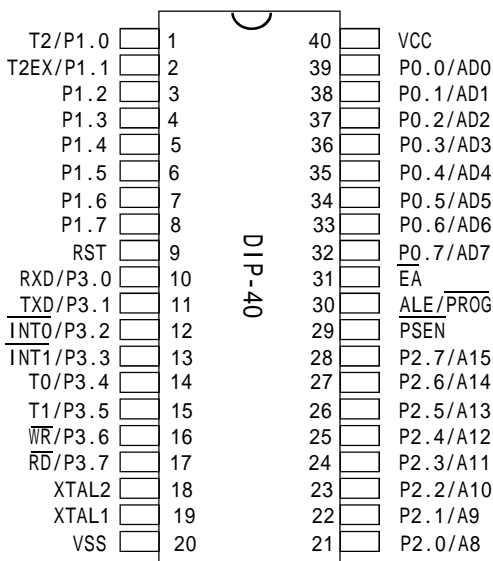 T2/P1.0 1 40 VCC
T2EX/P1.1 2 39 P0.0/AD0
P1.2 3 38 P0.1/AD1
P1.3 4 37 P0.2/AD2
P1.4 5 36 P0.3/AD3
P1.5 6 35 P0.4/AD4
P1.6 7 34 P0.5/AD5
P1.7 8 33 P0.6/AD6
RST 9 32 P0.7/AD7
RXD/P3.0 10 31 E̅A̅
TXD/P3.1 11 30 ALE/P̅R̅O̅G̅
I̅N̅T̅0̅/P3.2 12 29 P̅S̅E̅N̅
I̅N̅T̅1̅/P3.3 13 28 P2.7/A15
T0/P3.4 14 27 P2.6/A14
T1/P3.5 15 26 P2.5/A13
W̅R̅/P3.6 16 25 P2.4/A12
R̅D̅/P3.7 17 24 P2.3/A11
XTAL2 18 23 P2.2/A10
XTAL1 19 22 P2.1/A9
VSS 20 21 P2.0/A8
DIP-40